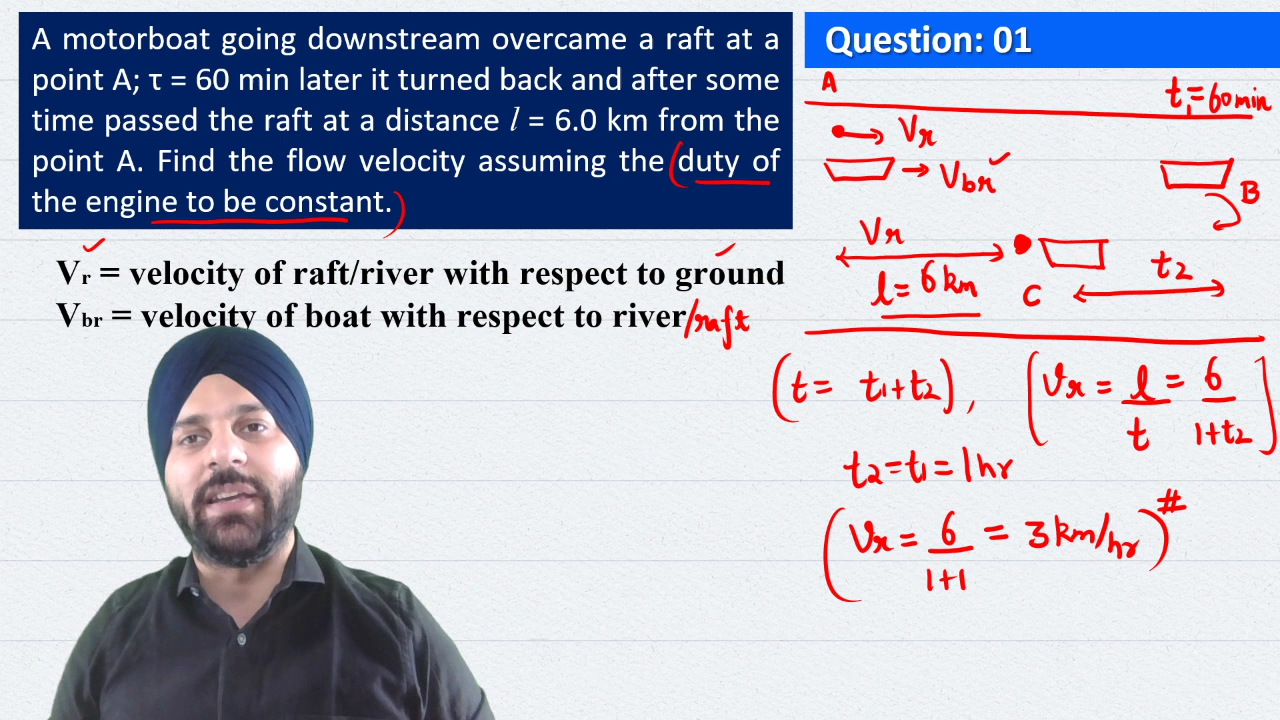 A motorboat going downstream overcame a raft at a
point A; τ = 60 min later it turned back and after some
time passed the raft at a distance l = 6.0 km from the
point A. Find the flow velocity assuming the (duty of
the engine to be constant.)
Vr = velocity of raft/river with respect to ground
Vbr = velocity of boat with respect to river/raft
Question: 01
A
t1=60min
Vr
Vbr
B
Vr
l= 6km
C
t2
(t= t1+t2), [Vr = l/t = 6/1+t2]
t2=t1=1hr
(Vr = 6/1+1 = 3km/hr)#